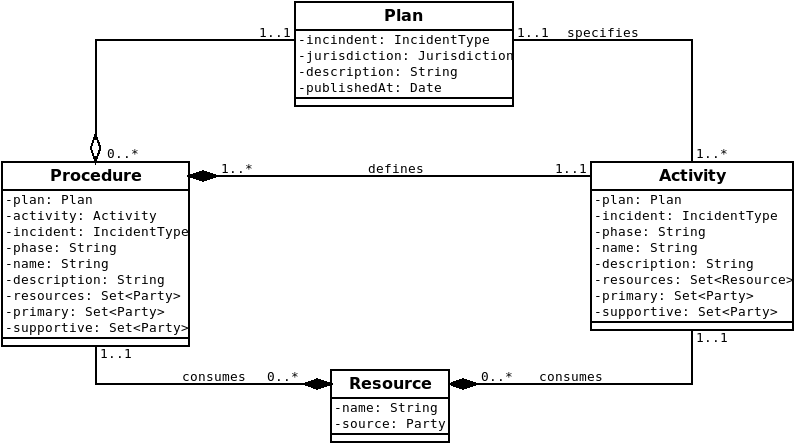 Plan
1..1
-incindent: IncidentType
-jurisdiction: Jurisdiction
-description: String
-publishedAt: Date
1..1 specifies
0..*
1..*
Procedure
-plan: Plan
-activity: Activity
-incident: IncidentType
-phase: String
-name: String
-description: String
-resources: Set<Party>
-primary: Set<Party>
-supportive: Set<Party>
1..* defines 1..1
Activity
-plan: Plan
-incident: IncidentType
-phase: String
-name: String
-description: String
-resources: Set<Resource>
-primary: Set<Party>
-supportive: Set<Party>
1..1
1..1
consumes 0..*
Resource
-name: String
-source: Party
0..* consumes